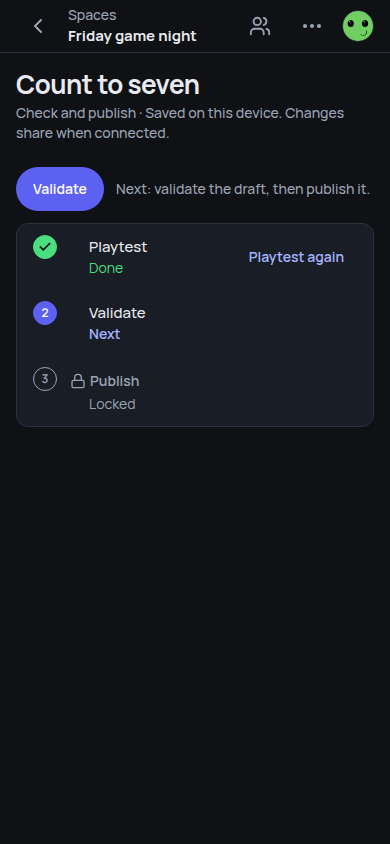 Spaces
Friday game night
Count to seven
Check and publish · Saved on this device. Changes
share when connected.
Validate
Next: validate the draft, then publish it.
Playtest
Done
Playtest again
2
Validate
Next
3
Publish
Locked